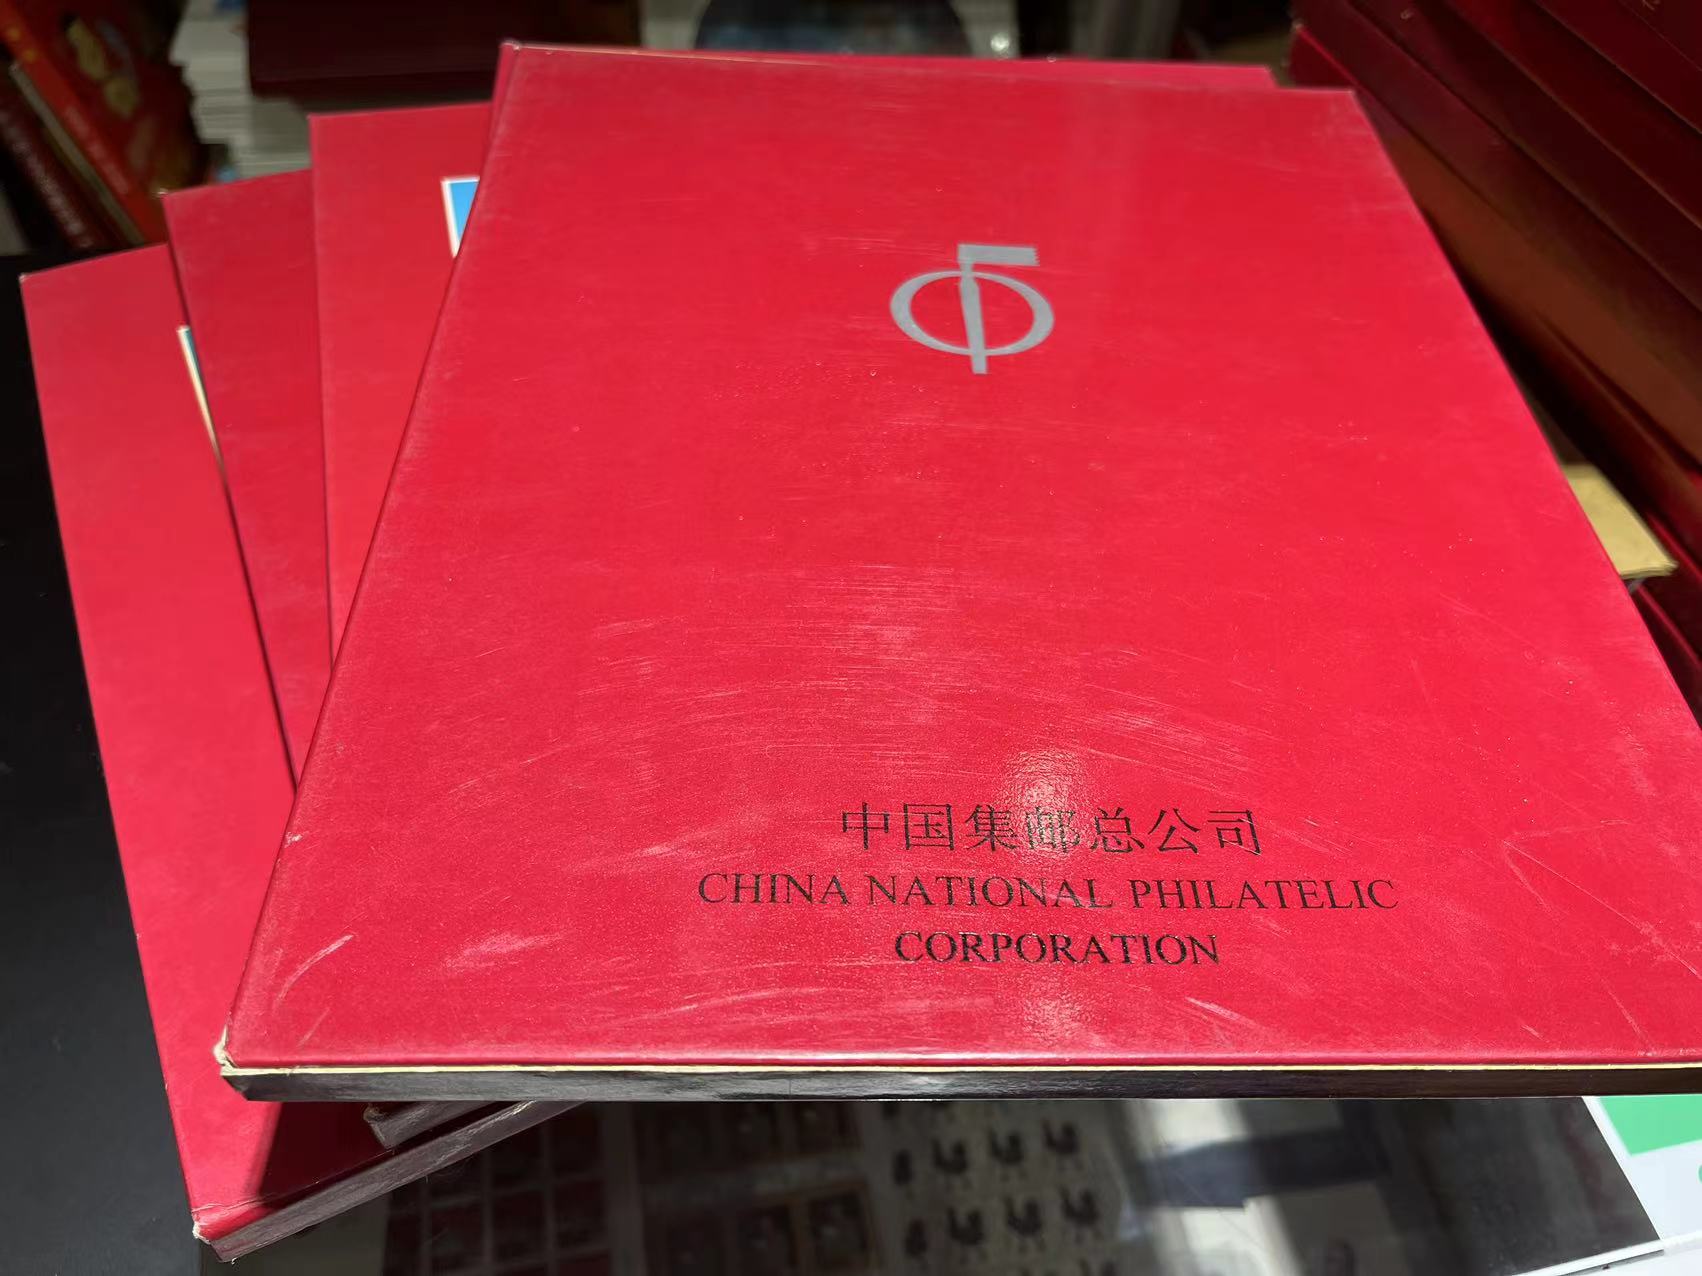 中国集邮总公司
CHINA NATIONAL PHILATELIC
CORPORATION